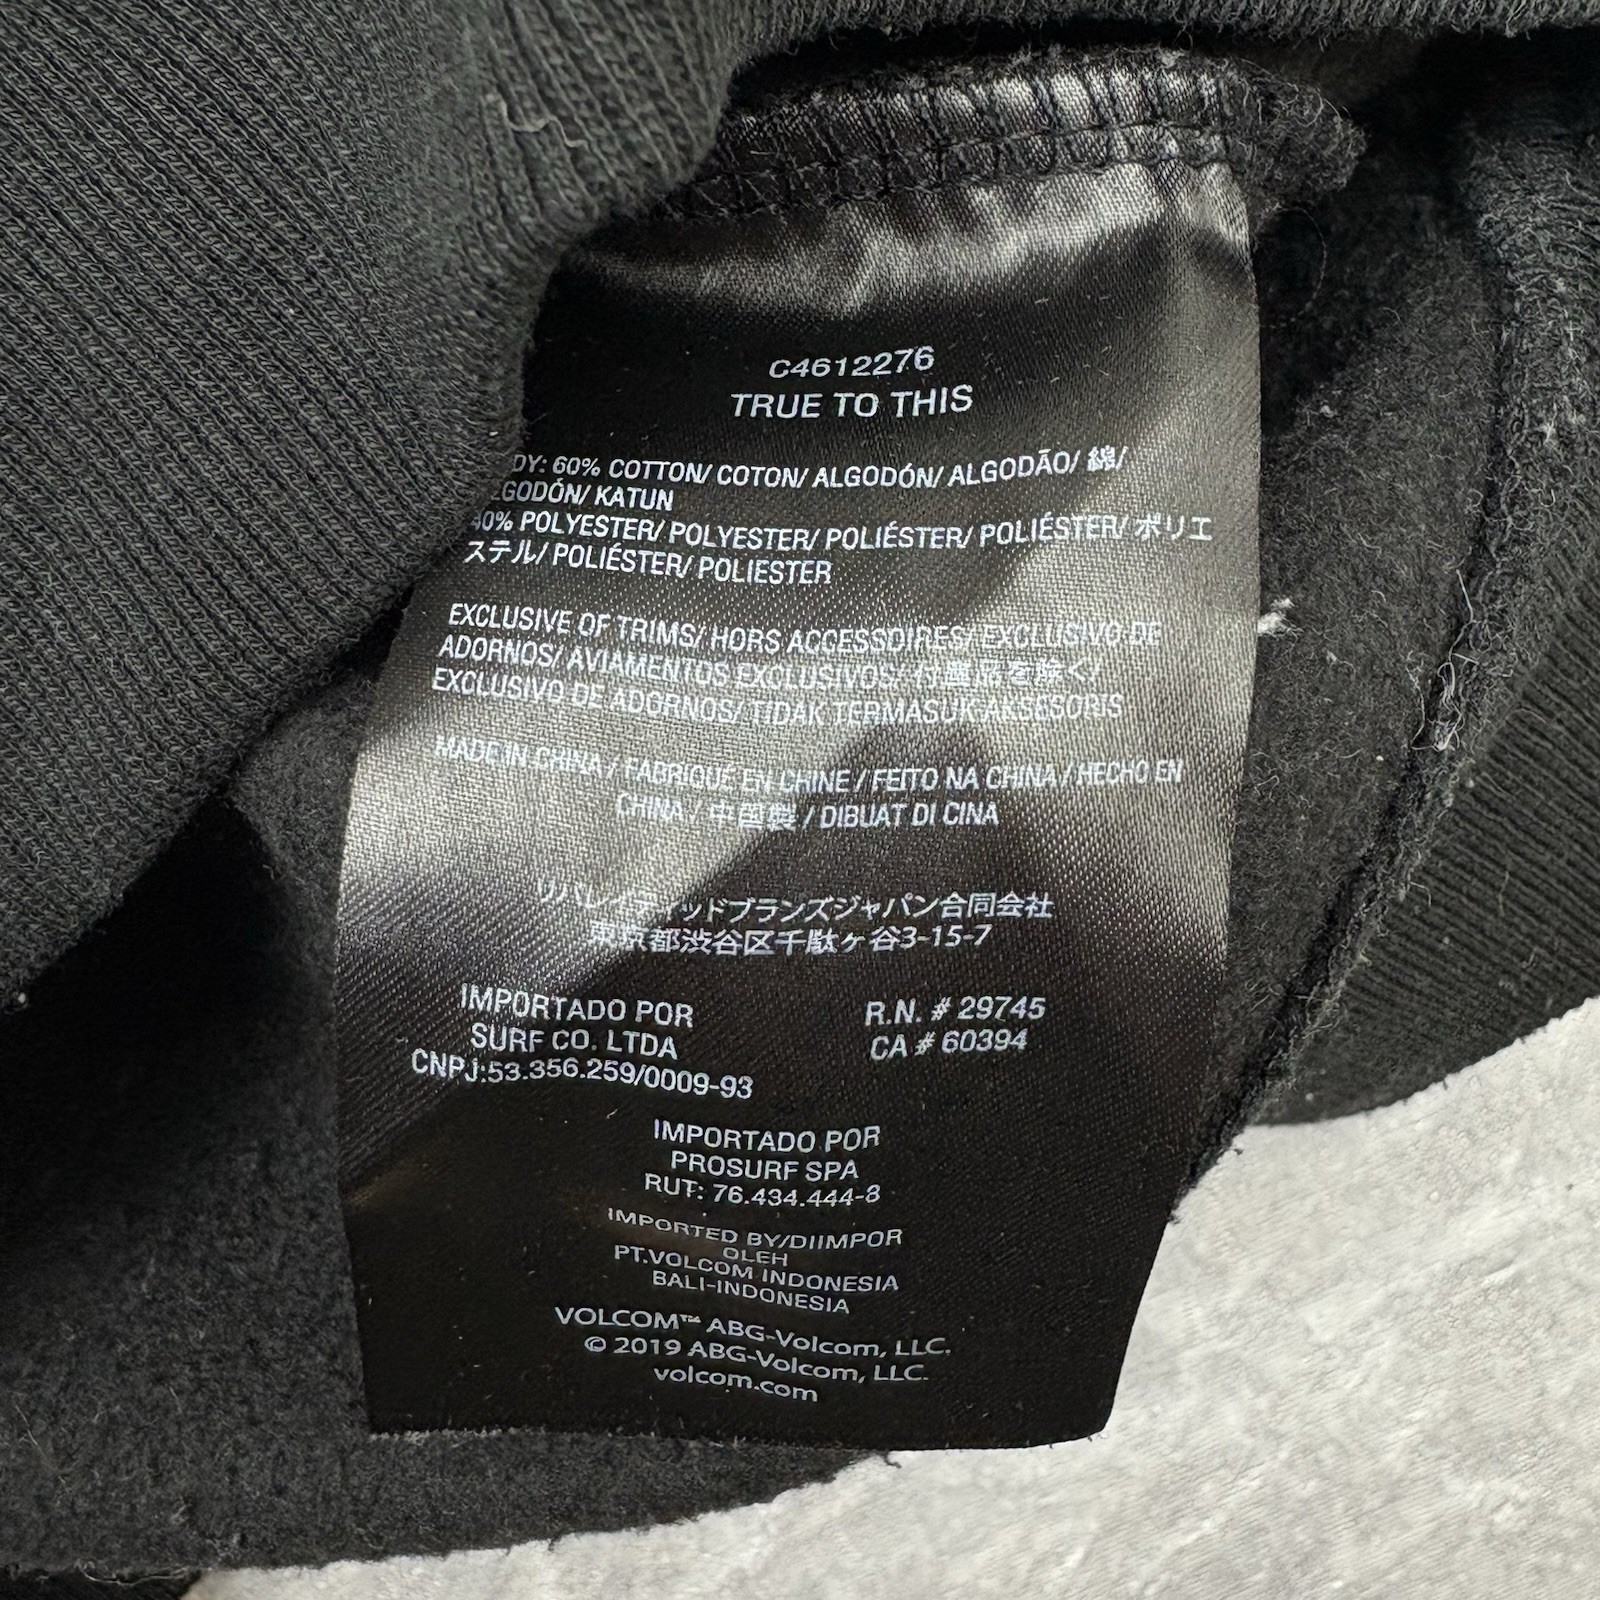 C4612276
TRUE TO THIS
DY: 60% COTTON/ COTON/ ALGODÓN/ ALGODÃO/ 綿/
LGODÓN/ KATUN
40% POLYESTER/ POLYESTER/ POLIÉSTER/ POLIÉSTER/ ポリエ
ステル/ POLIÉSTER/ POLIESTER
EXCLUSIVE OF TRIMS/ HORS ACCESSOIRES/ EXCLUSIVO DE
ADORNOS/ AVIAMENTOS EXCLUSIVOS/ 付属品を除く/
EXCLUSIVO DE ADORNOS/ TIDAK TERMASUK AKSESORIS
MADE IN CHINA / FABRIQUÉ EN CHINE / FEITO NA CHINA / HECHO EN
CHINA / 中国製 / DIBUAT DI CINA
リバレイテッドブランズジャパン合同会社
東京都渋谷区千駄ヶ谷3-15-7
IMPORTADO POR
SURF CO. LTDA
CNPJ:53.356.259/0009-93
R.N. # 29745
CA # 60394
IMPORTADO POR
PROSURF SPA
RUT: 76.434.444-8
IMPORTED BY/DIIMPOR
OLEH
PT.VOLCOM INDONESIA
BALI-INDONESIA
VOLCOM™ ABG-Volcom, LLC.
© 2019 ABG-Volcom, LLC.
volcom.com